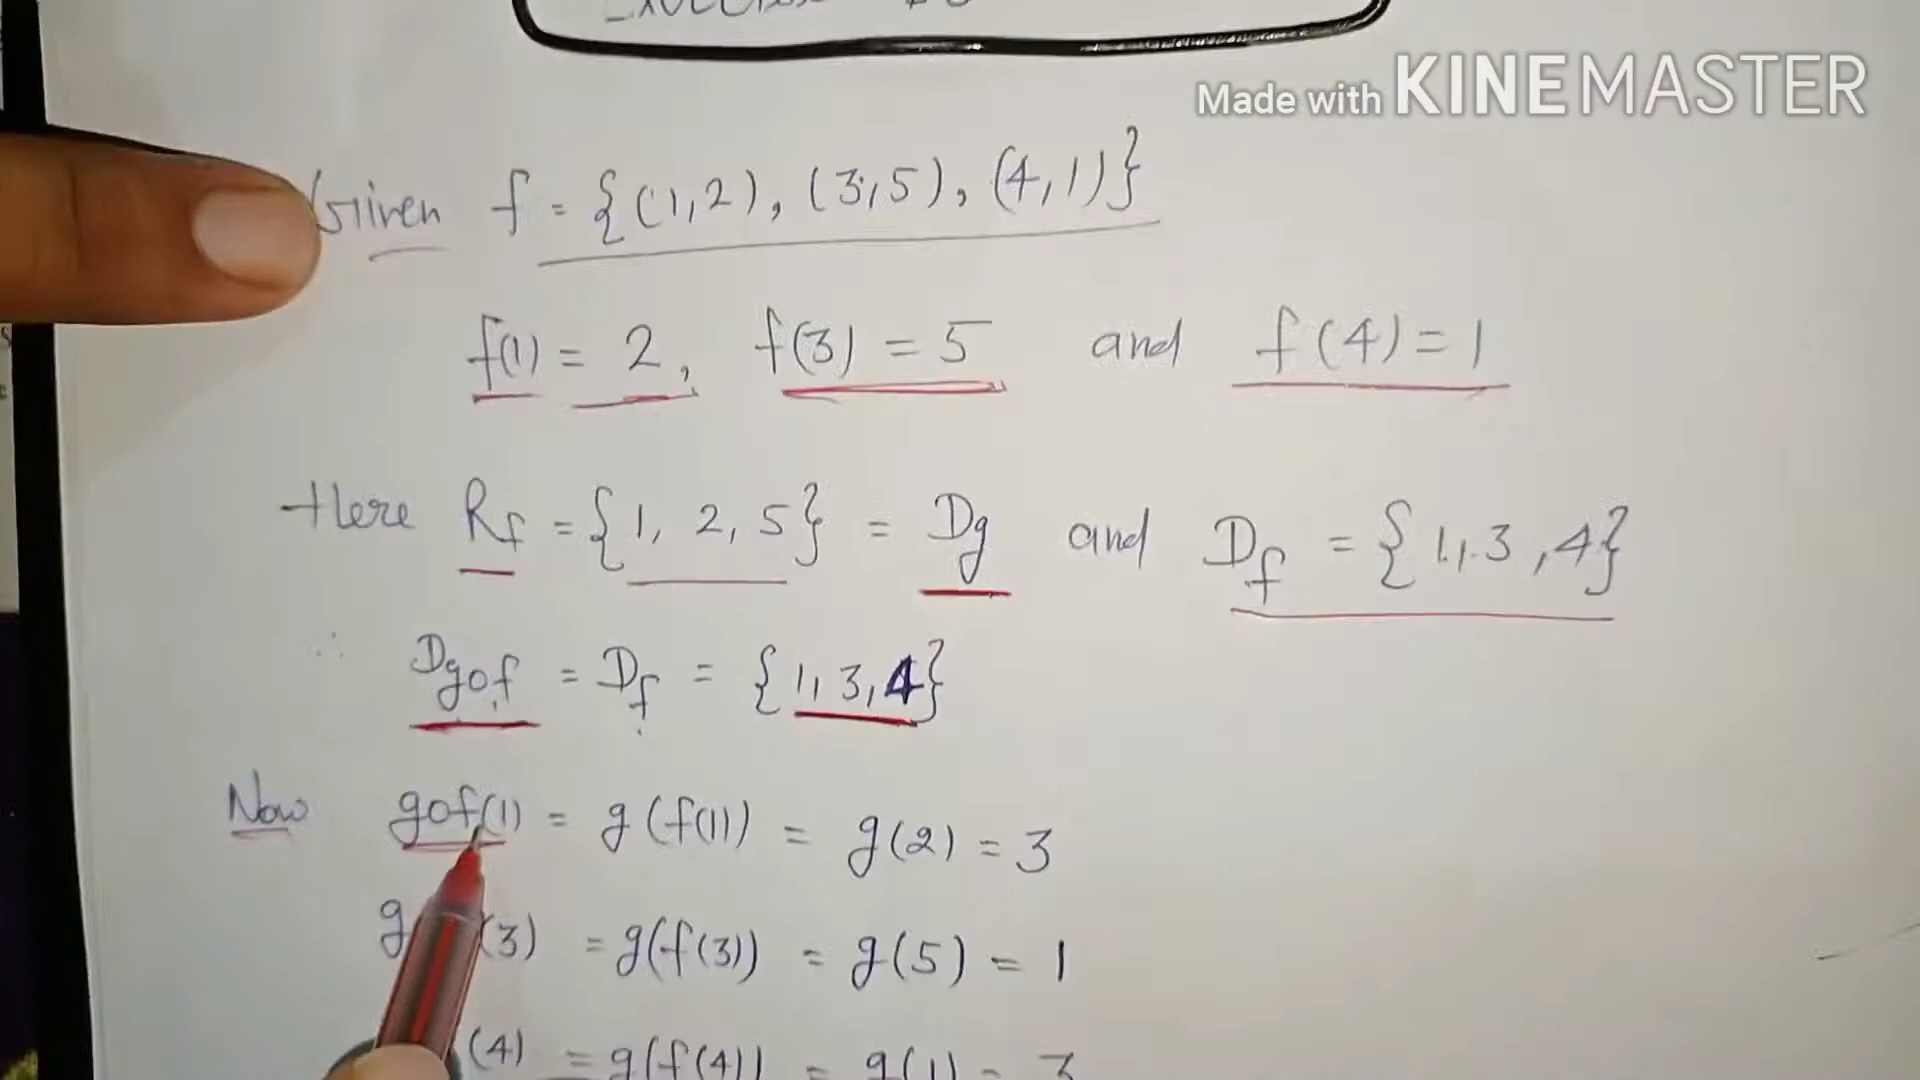 Made with KINEMASTER
Given f = {(1,2), (3,5), (4,1)}
f(1) = 2, f(3) = 5 and f(4) = 1
Here Rf = {1, 2, 5} = Dg and Df = {1, 3, 4}
∴ Dgof = Df = {1, 3, 4}
Now gof(1) = g(f(1)) = g(2) = 3
g (3) = g(f(3)) = g(5) = 1
(4) = g(f(4)) = g(1) = 3